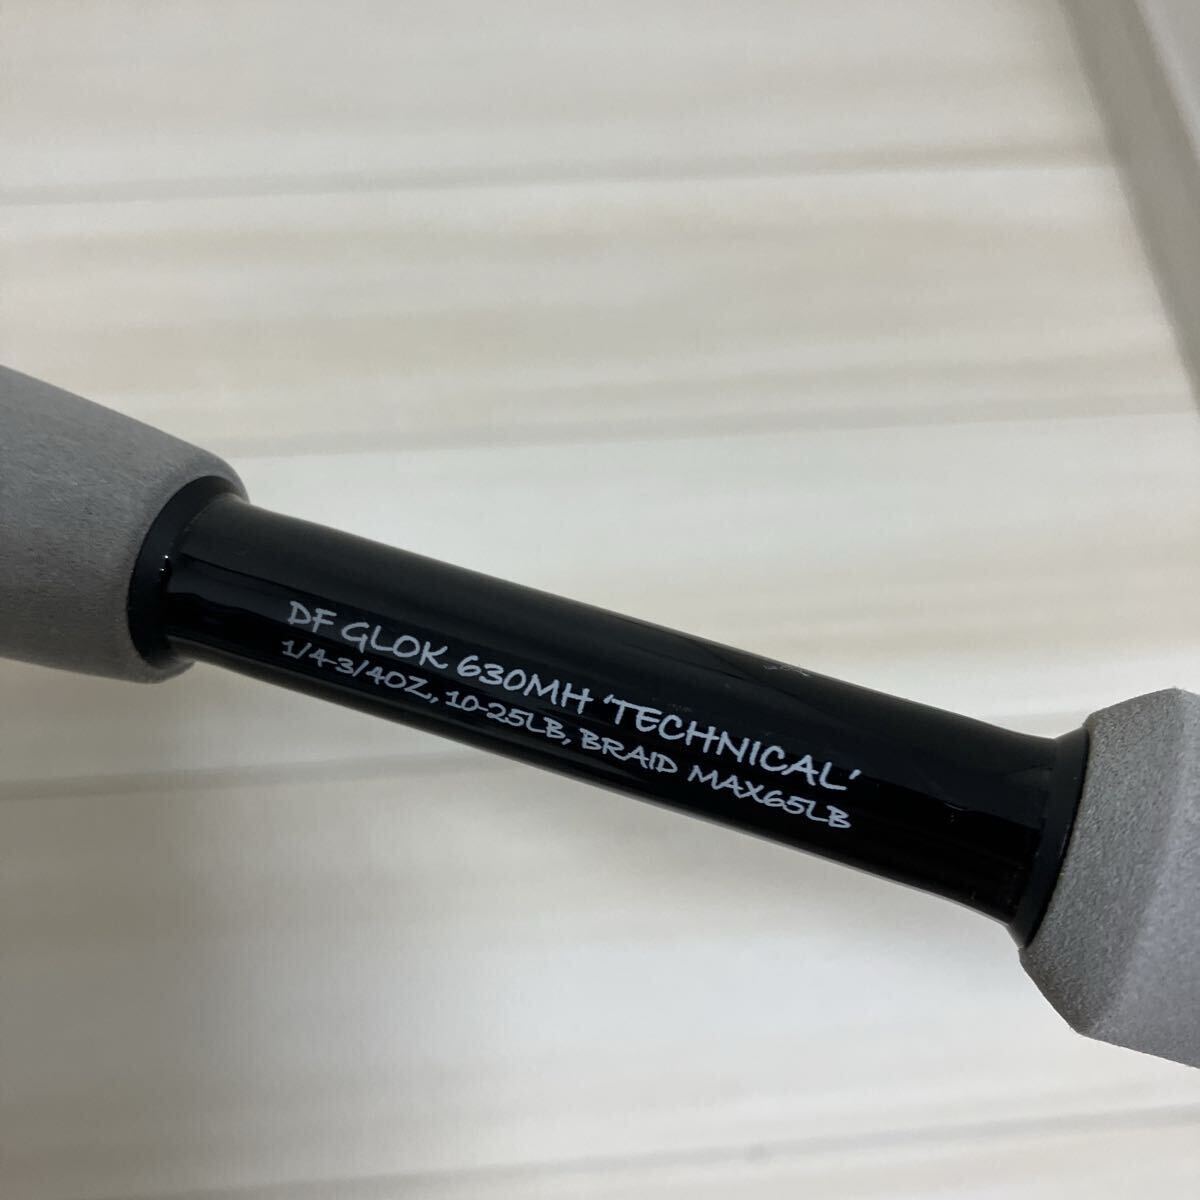 DF GLOK 630MH 'TECHNICAL'
1/4-3/4OZ, 10-25LB, BRAID MAX65LB